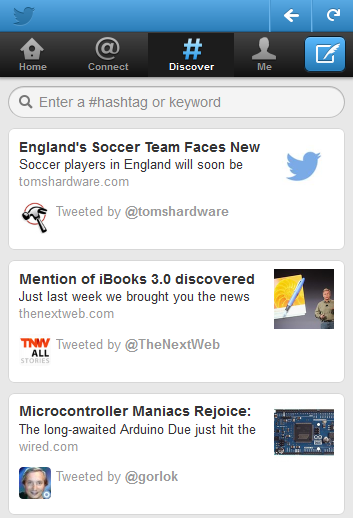 Home
Connect
Discover
Me
Enter a #hashtag or keyword
England's Soccer Team Faces New
Soccer players in England will soon be
tomshardware.com
Tweeted by @tomshardware
Mention of iBooks 3.0 discovered
Just last week we brought you the news
thenextweb.com
TNW
ALL
STORIES
Tweeted by @TheNextWeb
Microcontroller Maniacs Rejoice:
The long-awaited Arduino Due just hit the
wired.com
Tweeted by @gorlok